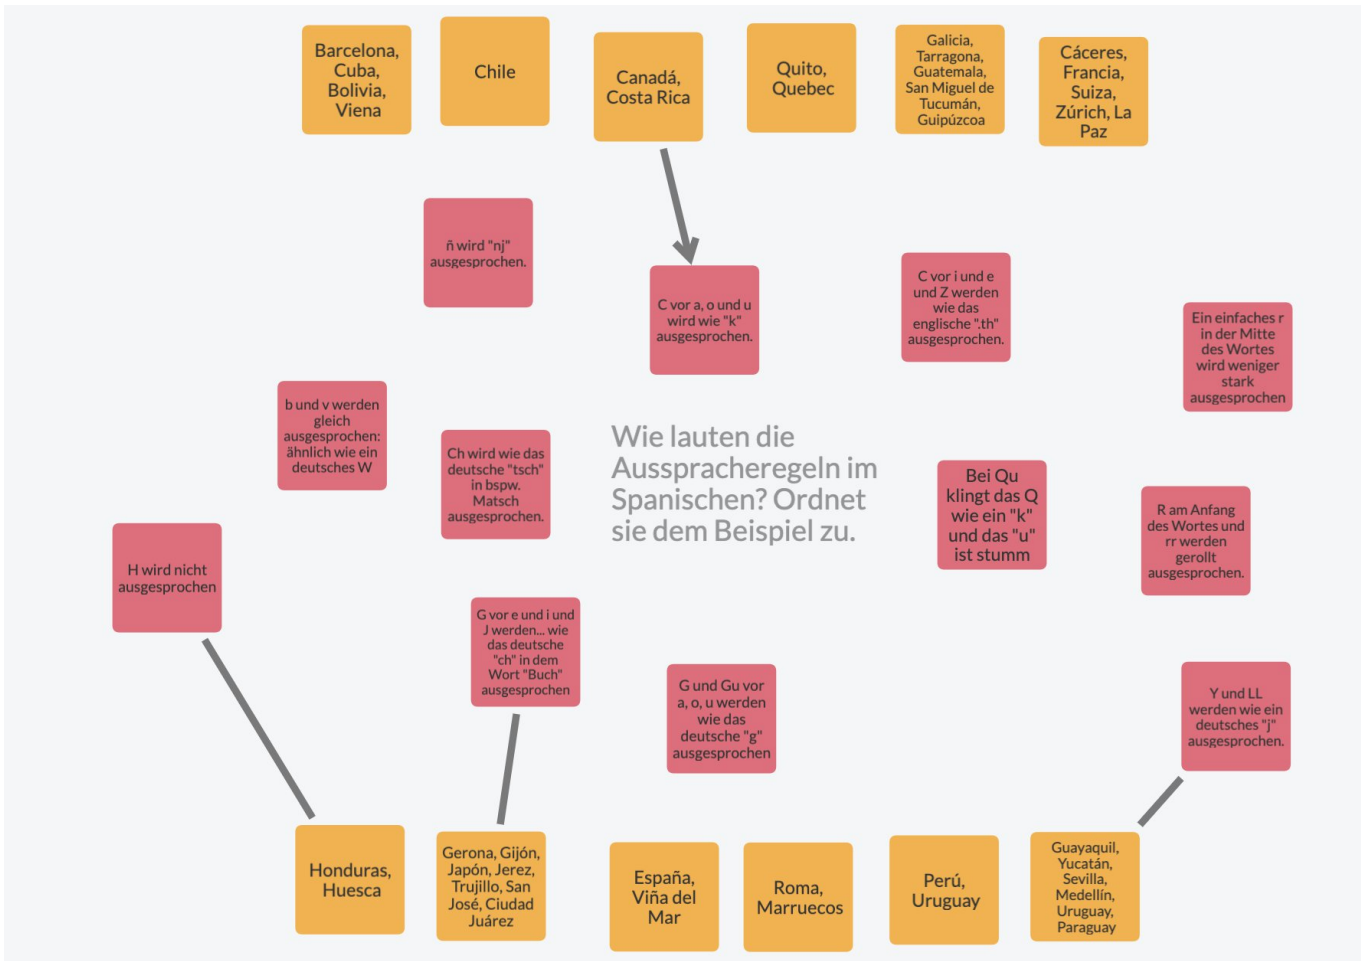 Barcelona,
Cuba,
Bolivia,
Viena
Chile
Canadá,
Costa Rica
Quito,
Quebec
Galicia,
Tarragona,
Guatemala,
San Miguel de
Tucumán,
Guipúzcoa
Cáceres,
Francia,
Suiza,
Zúrich, La
Paz
ñ wird "nj"
ausgesprochen.
C vor a, o und u
wird wie "k"
ausgesprochen.
C vor i und e
und Z werden
wie das
englische ".th"
ausgesprochen.
Ein einfaches r
in der Mitte
des Wortes
wird weniger
stark
ausgesprochen
b und v werden
gleich
ausgesprochen:
ähnlich wie ein
deutsches W
Ch wird wie das
deutsche "tsch"
in bspw.
Matsch
ausgesprochen.
Wie lauten die
Ausspracheregeln im
Spanischen? Ordnet
sie dem Beispiel zu.
Bei Qu
klingt das Q
wie ein "k"
und das "u"
ist stumm
R am Anfang
des Wortes und
rr werden
gerollt
ausgesprochen.
H wird nicht
ausgesprochen
G vor e und i und
J werden... wie
das deutsche
"ch" in dem
Wort "Buch"
ausgesprochen
G und Gu vor
a, o, u werden
wie das
deutsche "g"
ausgesprochen
Y und LL
werden wie ein
deutsches "j"
ausgesprochen.
Honduras,
Huesca
Gerona, Gijón,
Japón, Jerez,
Trujillo, San
José, Ciudad
Juárez
España,
Viña del
Mar
Roma,
Marruecos
Perú,
Uruguay
Guayaquil,
Yucatán,
Sevilla,
Medellín,
Uruguay,
Paraguay